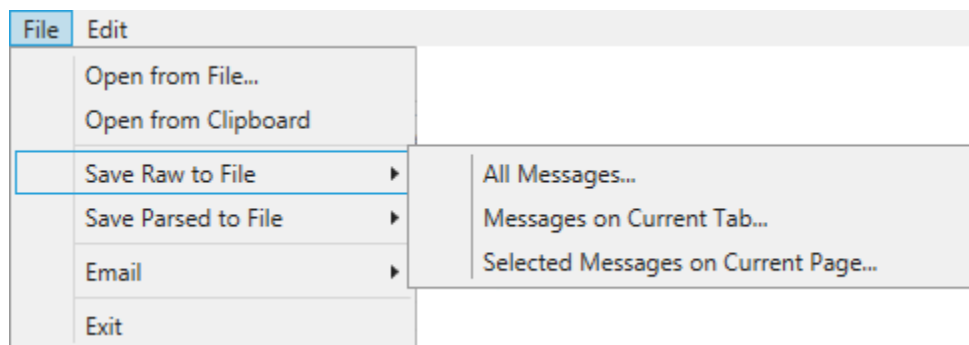 File Edit
Open from File...
Open from Clipboard
Save Raw to File
Save Parsed to File
Email
Exit
All Messages...
Messages on Current Tab...
Selected Messages on Current Page...